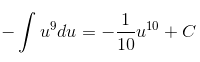 $-\int u^9 du = -\frac{1}{10}u^{10} + C$